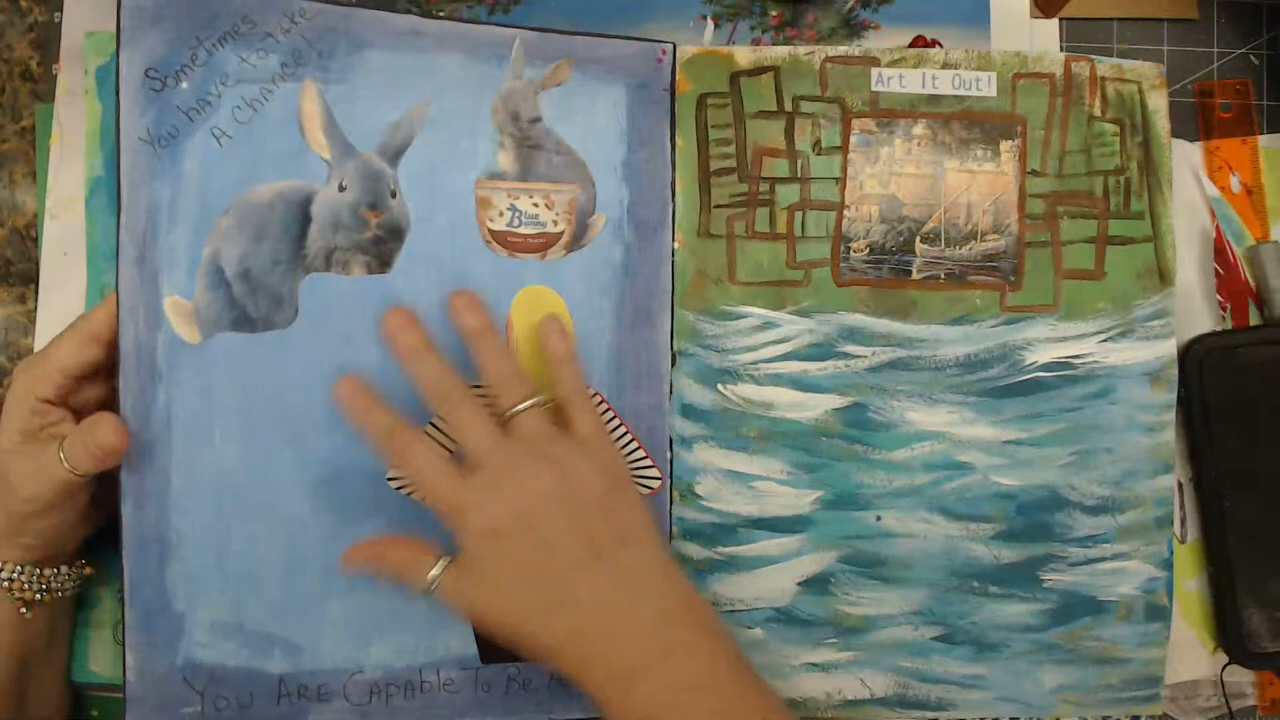 Sometimes
You have to take
A Chance!
Art It Out!
Blue
Bunny
You Are Capable To Be A